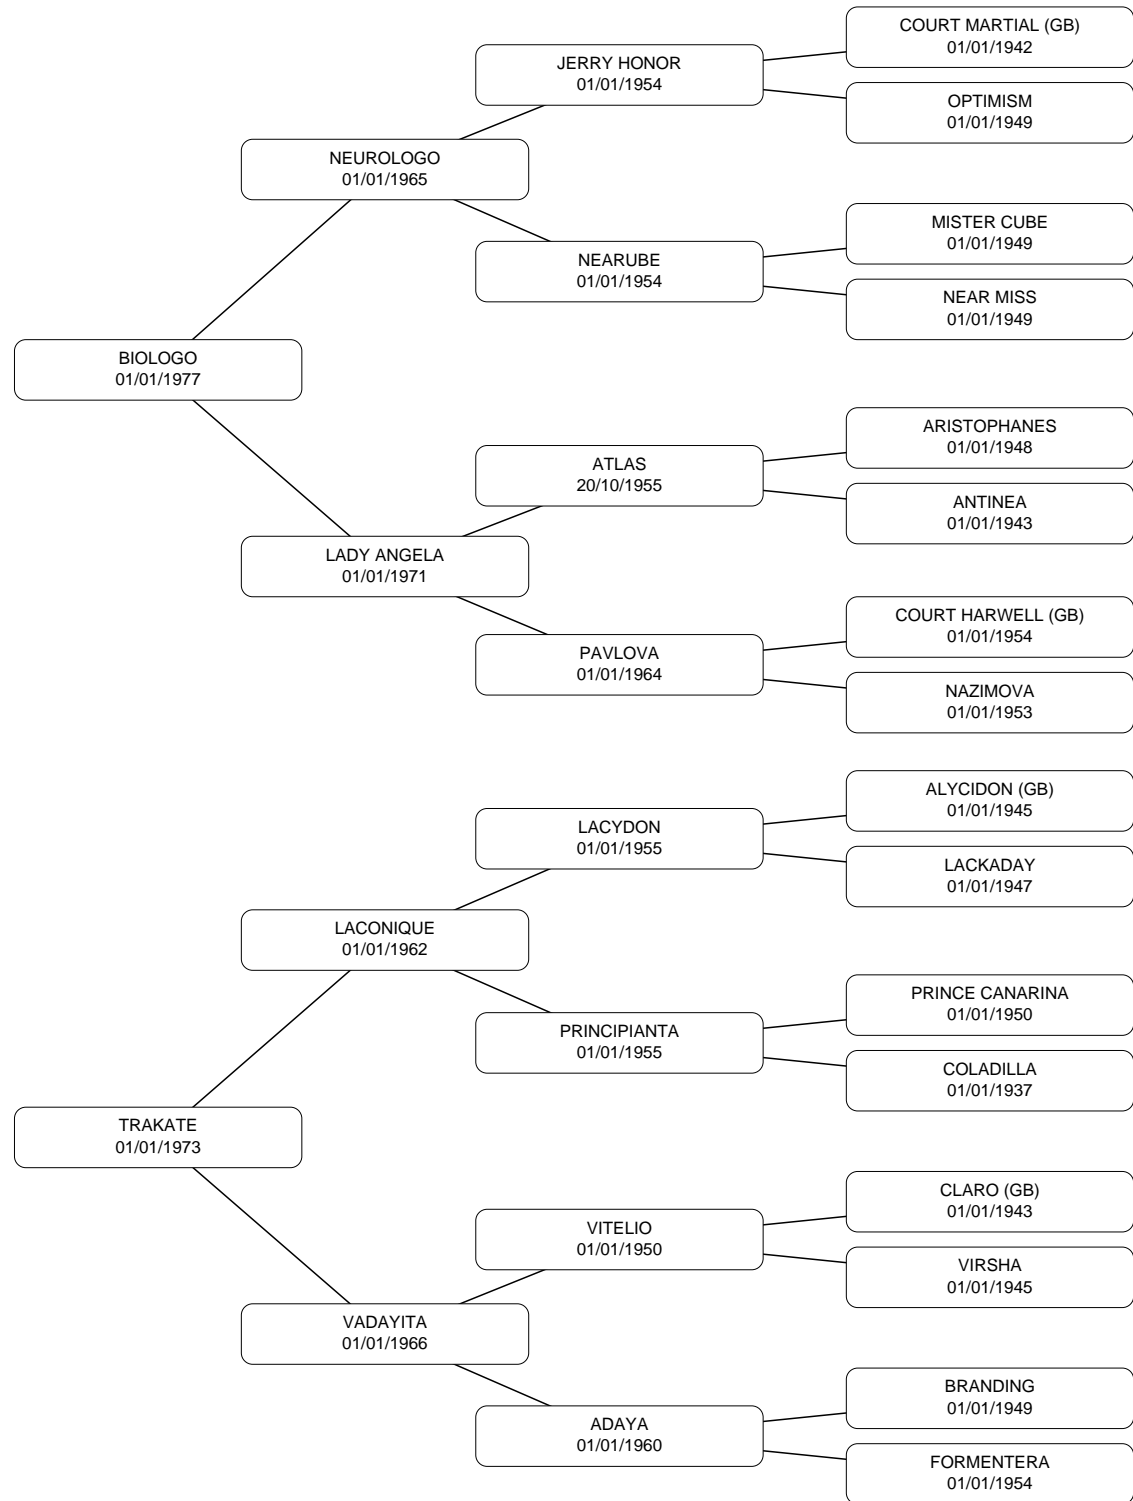 COURT MARTIAL (GB)
01/01/1942
JERRY HONOR
01/01/1954
OPTIMISM
01/01/1949
NEUROLOGO
01/01/1965
MISTER CUBE
01/01/1949
NEARUBE
01/01/1954
NEAR MISS
01/01/1949
BIOLOGO
01/01/1977
ARISTOPHANES
01/01/1948
ATLAS
20/10/1955
ANTINEA
01/01/1943
LADY ANGELA
01/01/1971
COURT HARWELL (GB)
01/01/1954
PAVLOVA
01/01/1964
NAZIMOVA
01/01/1953
ALYCIDON (GB)
01/01/1945
LACYDON
01/01/1955
LACKADAY
01/01/1947
LACONIQUE
01/01/1962
PRINCE CANARINA
01/01/1950
PRINCIPIANTA
01/01/1955
COLADILLA
01/01/1937
TRAKATE
01/01/1973
CLARO (GB)
01/01/1943
VITELIO
01/01/1950
VIRSHA
01/01/1945
VADAYITA
01/01/1966
BRANDING
01/01/1949
ADAYA
01/01/1960
FORMENTERA
01/01/1954